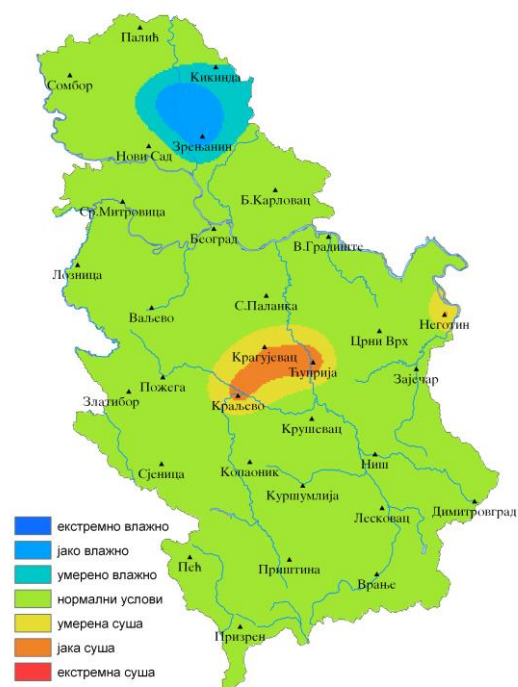 Палић
Кикинда
Сомбор
Зрењанин
Нови Сад
Б.Карловац
Ср.Митровица
Београд
В.Градиште
Лозница
С.Паланка
Ваљево
Неготин
Црни Врх
Крагујевац
Ћуприја
Зајечар
Пожега
Златибор
Краљево
Крушевац
Ниш
Сјеница
Копаоник
Куршумлија
Димитровград
Лесковац
Пећ
Приштина
Врање
Призрен
екстремно влажно
јако влажно
умерено влажно
нормални услови
умерена суша
јака суша
екстремна суша